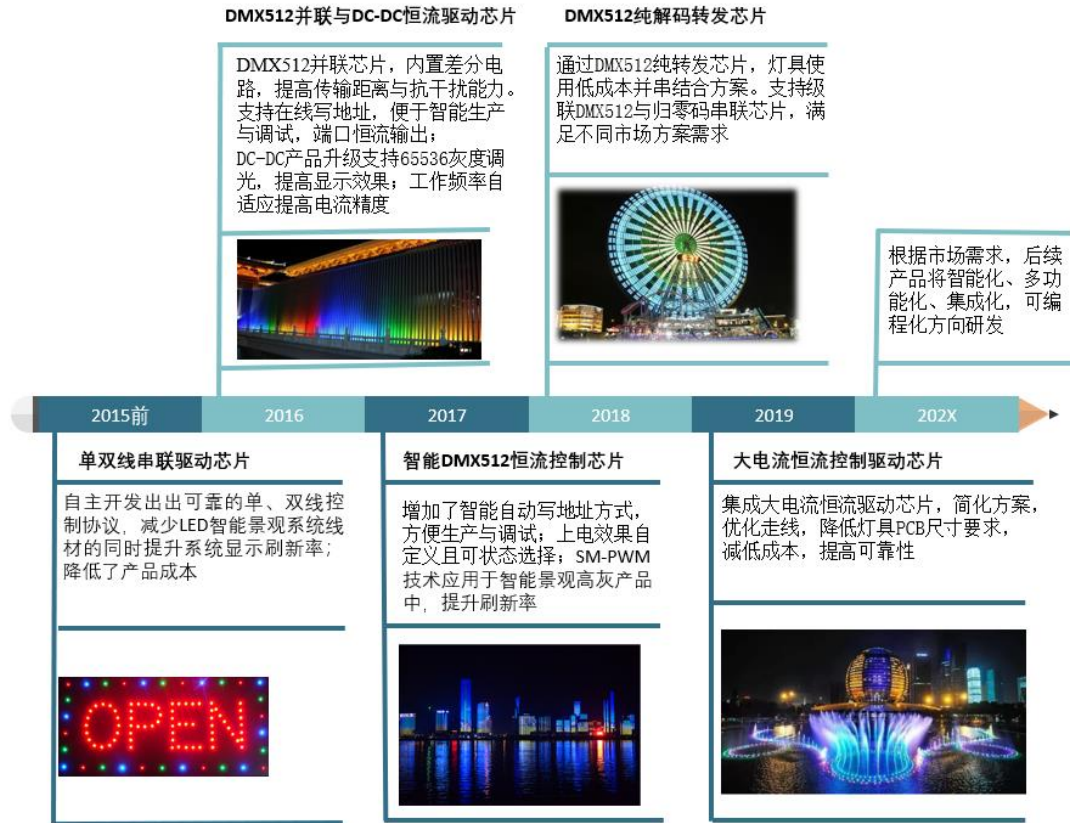 DMX512并联与DC-DC恒流驱动芯片
DMX512并联芯片，内置差分电
路，提高传输距离与抗干扰能力。
支持在线写地址，便于智能生产
与调试，端口恒流输出；
DC-DC产品升级支持65536灰度调
光，提高显示效果；工作频率自
适应提高电流精度
DMX512纯解码转发芯片
通过DMX512纯转发芯片，灯具使
用低成本并串结合方案。支持级
联DMX512与归零码串联芯片，满
足不同市场方案需求
根据市场需求，后续
产品将智能化、多功
能化、集成化，可编
程化方向研发
2015前
2016
2017
2018
2019
202X
单双线串联驱动芯片
自主开发出出可靠的单、双线控
制协议，减少LED智能景观系统线
材的同时提升系统显示刷新率；
降低了产品成本
OPEN
智能DMX512恒流控制芯片
增加了智能自动写地址方式，
方便生产与调试；上电效果自
定义且可状态选择；SM-PWM
技术应用于智能景观高灰产品
中，提升刷新率
大电流恒流控制驱动芯片
集成大电流恒流驱动芯片，简化方案，
优化走线，降低灯具PCB尺寸要求，
减低成本，提高可靠性